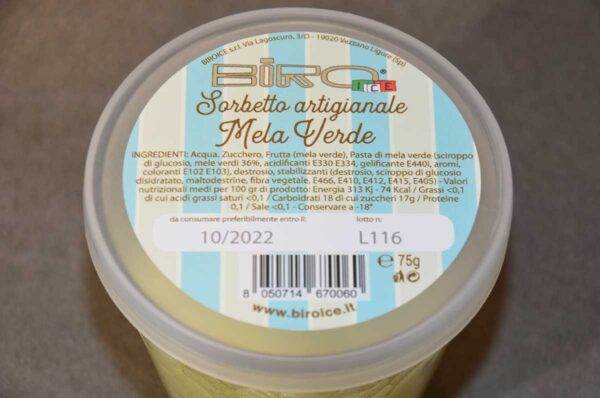 BIROICE s.r.l. Via Lagoscuro, 3/D - 19020 Vezzano Ligure (Sp)
BIRO®
ICE
Sorbetto artigianale
Mela Verde
INGREDIENTI: Acqua, Zucchero, Frutta (mela verde), Pasta di mela verde (sciroppo
di glucosio, mele verdi 36%, acidificanti E330 E334, gelificante E440i, aromi,
coloranti E102 E103), destrosio, stabilizzanti (destrosio, sciroppo di glucosio
disidratato, maltodestrine, fibra vegetale, E466, E410, E412, E415, E405) - Valori
nutrizionali medi per 100 gr di prodotto: Energia 313 Kj - 74 Kcal / Grassi <0,1
di cui acidi grassi saturi <0,1 / Carboidrati 18 di cui zuccheri 17g / Proteine
0,1 / Sale <0,1 - Conservare a -18°
da consumare preferibilmente entro il:
lotto n:
10/2022
L116
e 75g
8 050714 670060
www.biroice.it